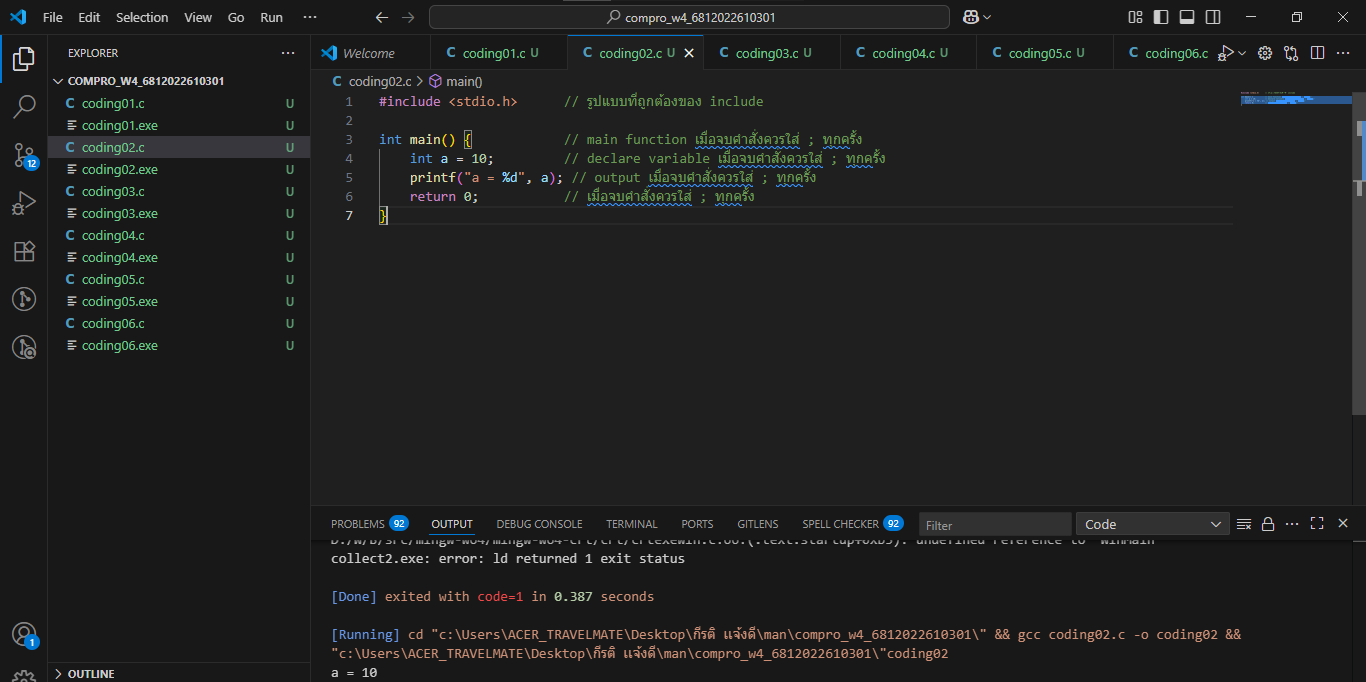 File Edit Selection View Go Run ··· compro_w4_6812022610301
EXPLORER ···
Welcome coding01.c U coding02.c U coding03.c U coding04.c U coding05.c U coding06.c ···
COMPRO_W4_6812022610301
coding01.c U
coding01.exe U
coding02.c U
coding02.exe U
coding03.c U
coding03.exe U
coding04.c U
coding04.exe U
coding05.c U
coding05.exe U
coding06.c U
coding06.exe U
12
1
OUTLINE
coding02.c > main()
1 #include <stdio.h> // รูปแบบที่ถูกต้องของ include
2
3 int main() { // main function เมื่อจบคำสั่งควรใส่ ; ทุกครั้ง
4 int a = 10; // declare variable เมื่อจบคำสั่งควรใส่ ; ทุกครั้ง
5 printf("a = %d", a); // output เมื่อจบคำสั่งควรใส่ ; ทุกครั้ง
6 return 0; // เมื่อจบคำสั่งควรใส่ ; ทุกครั้ง
7 }
PROBLEMS 92 OUTPUT DEBUG CONSOLE TERMINAL PORTS GITLENS SPELL CHECKER 92 Filter Code ···
collect2.exe: error: ld returned 1 exit status
[Done] exited with code=1 in 0.387 seconds
[Running] cd "c:\Users\ACER_TRAVELMATE\Desktop\กีรติ แจ้งดี\man\compro_w4_6812022610301\" && gcc coding02.c -o coding02 &&
"c:\Users\ACER_TRAVELMATE\Desktop\กีรติ แจ้งดี\man\compro_w4_6812022610301\"coding02
a = 10